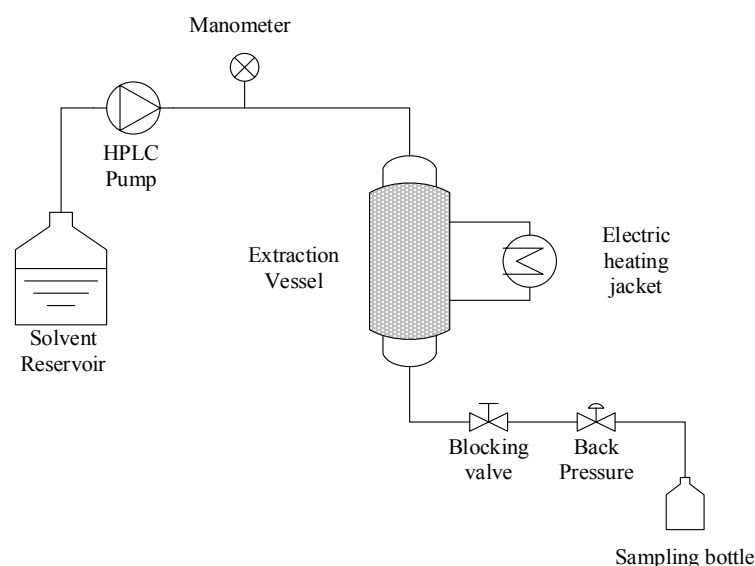 Manometer
HPLC
Pump
Extraction
Vessel
Electric
heating
jacket
Solvent
Reservoir
Blocking
valve
Back
Pressure
Sampling bottle